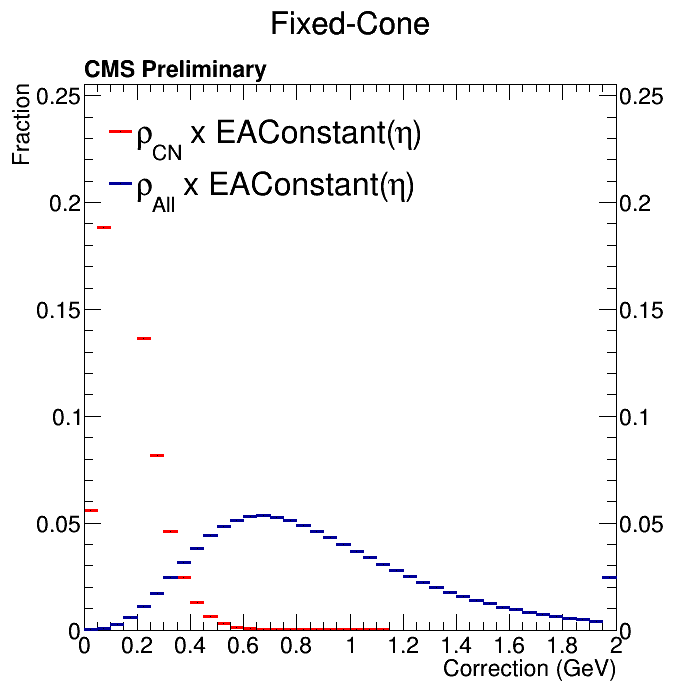 Fixed-Cone
CMS Preliminary
Fraction
ρCN x EAConstant(η)
ρAll x EAConstant(η)
0.25 0.25
0.2 0.2
0.15 0.15
0.1 0.1
0.05 0.05
0 0
0 0.2 0.4 0.6 0.8 1 1.2 1.4 1.6 1.8 2
Correction (GeV)